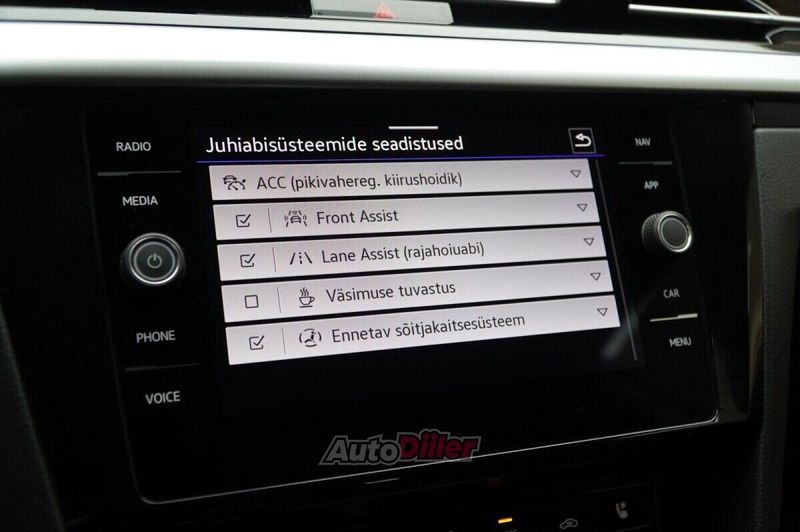 Juhiabisüsteemide seadistused
RADIO
MEDIA
PHONE
VOICE
NAV
APP
CAR
MENU
ACC (pikivahereg. kiirushoidik)
Front Assist
Lane Assist (rajahoiuabi)
Väsimuse tuvastus
Ennetav sõitjakaitsesüsteem
AutoDiiler